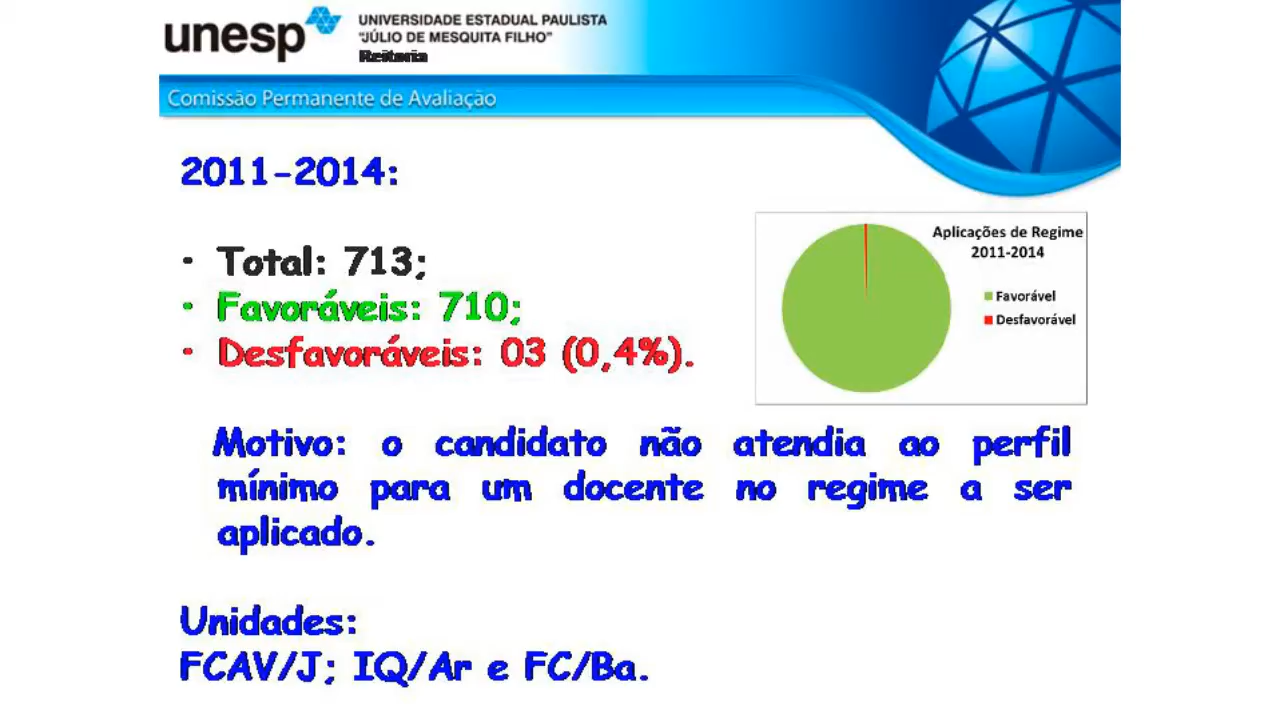 unesp
UNIVERSIDADE ESTADUAL PAULISTA
"JÚLIO DE MESQUITA FILHO"
Reitoria
Comissão Permanente de Avaliação
2011-2014:
• Total: 713;
• Favoráveis: 710;
• Desfavoráveis: 03 (0,4%).
Aplicações de Regime
2011-2014
Favorável
Desfavorável
Motivo: o candidato não atendia ao perfil
mínimo para um docente no regime a ser
aplicado.
Unidades:
FCAV/J; IQ/Ar e FC/Ba.